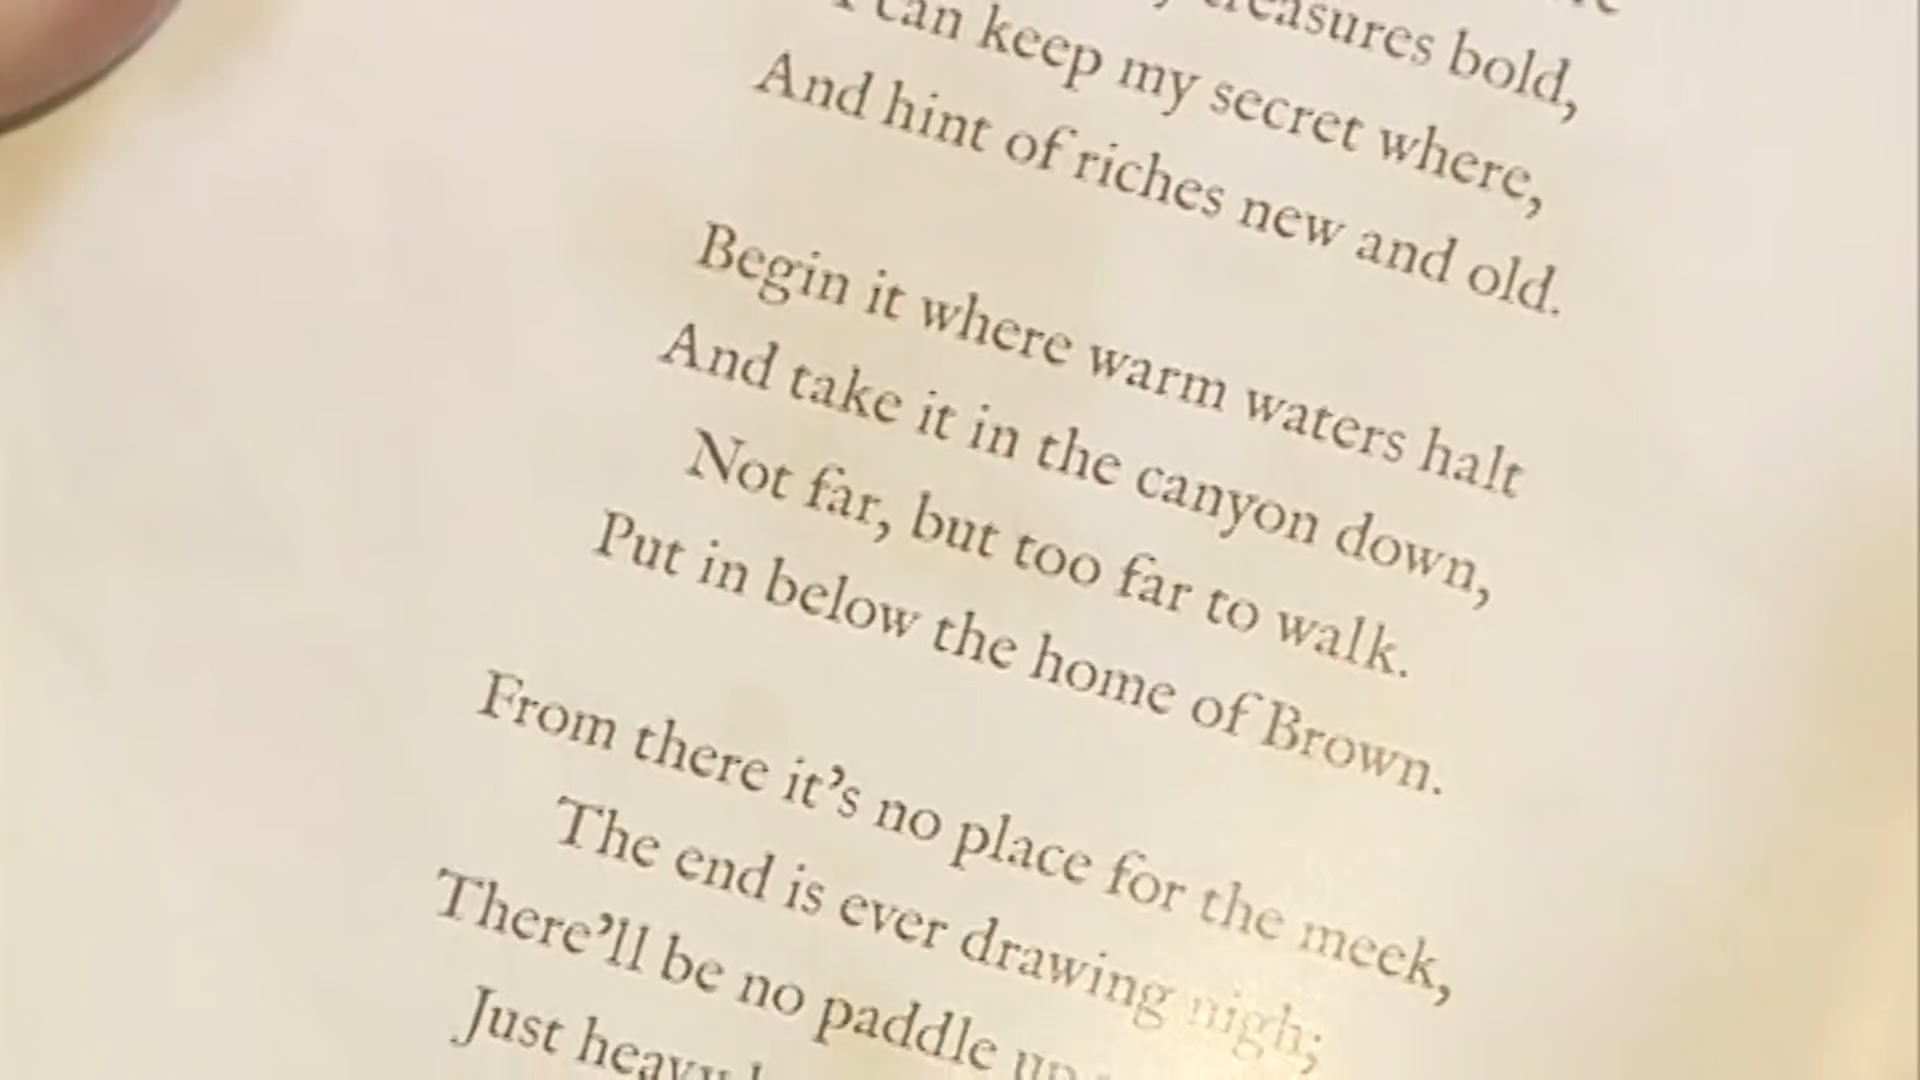 treasures bold,
I can keep my secret where,
And hint of riches new and old.
Begin it where warm waters halt
And take it in the canyon down,
Not far, but too far to walk.
Put in below the home of Brown.
From there it’s no place for the meek,
The end is ever drawing nigh;
There’ll be no paddle up
Just heavy